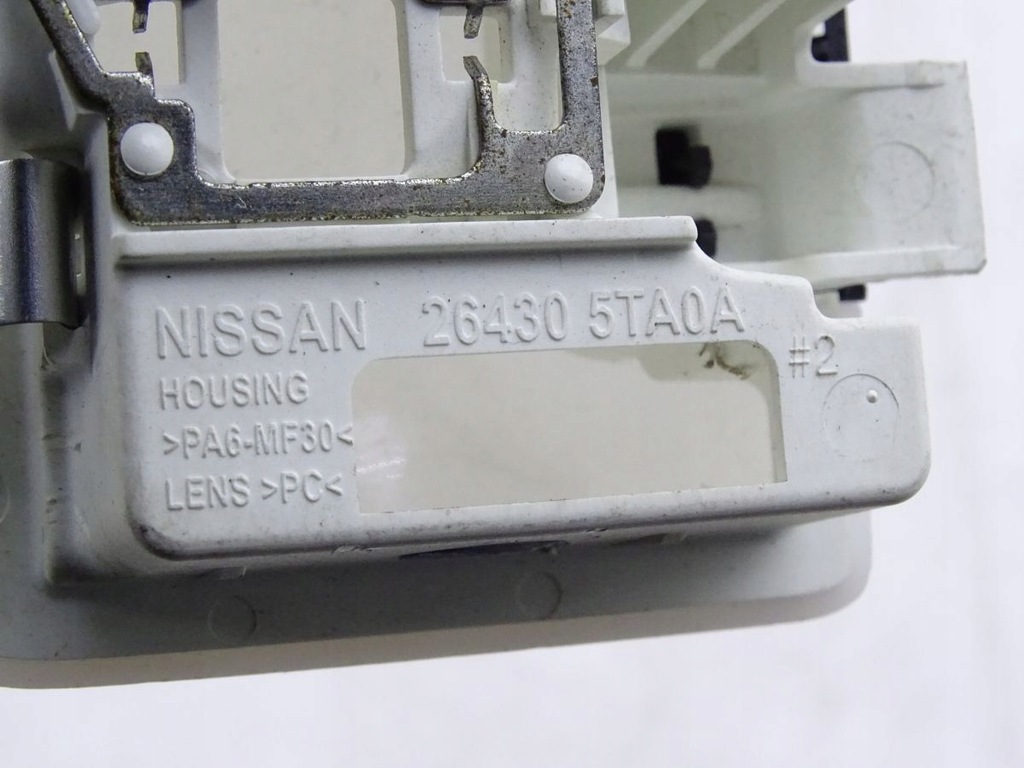 NISSAN 26430 5TA0A
#2
HOUSING
>PA6-MF30<
LENS >PC<